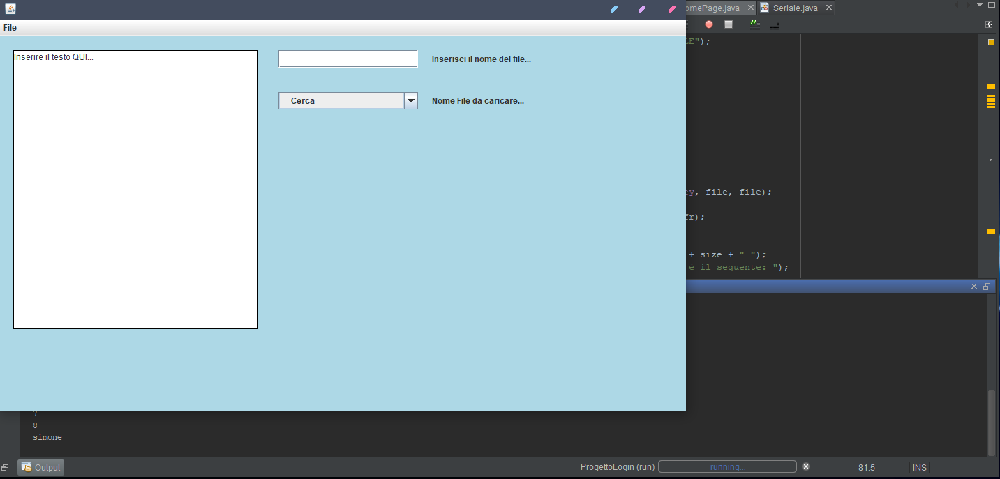 File
Inserire il testo QUI...
Inserisci il nome del file...
--- Cerca ---
Nome File da caricare...
omePage.java
Seriale.java
LE");
ey, file, file);
fr);
+ size + " ");
è il seguente: ");
7
8
simone
Output
ProgettoLogin (run)
running...
81:5
INS